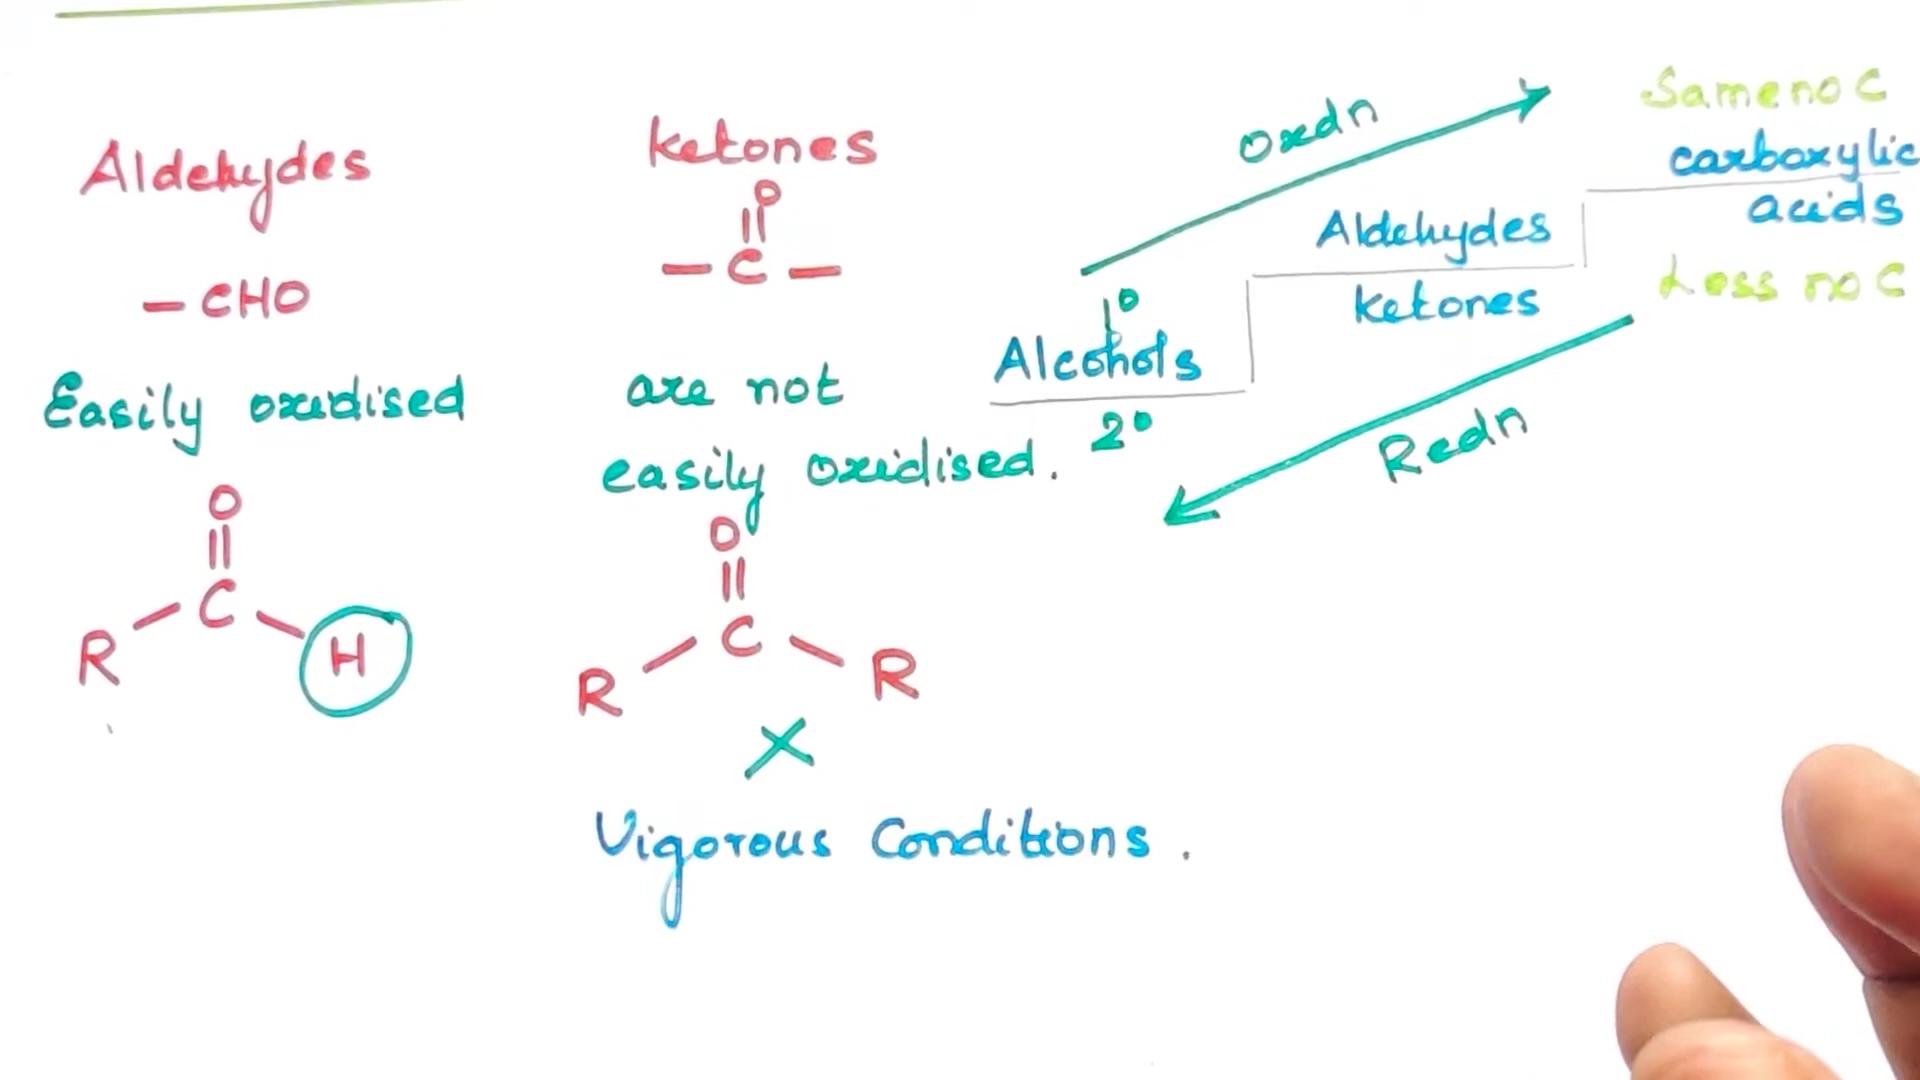 Aldehydes
– CHO
Easily oxidised
O
||
R – C – H
ketones
O
||
– C –
are not
easily oxidised.
O
||
R – C – R
X
Vigorous Conditions.
Oxdn
Same no C
carboxylic
acids
Less no C
Aldehydes
ketones
1°
Alcohols
2°
Redn